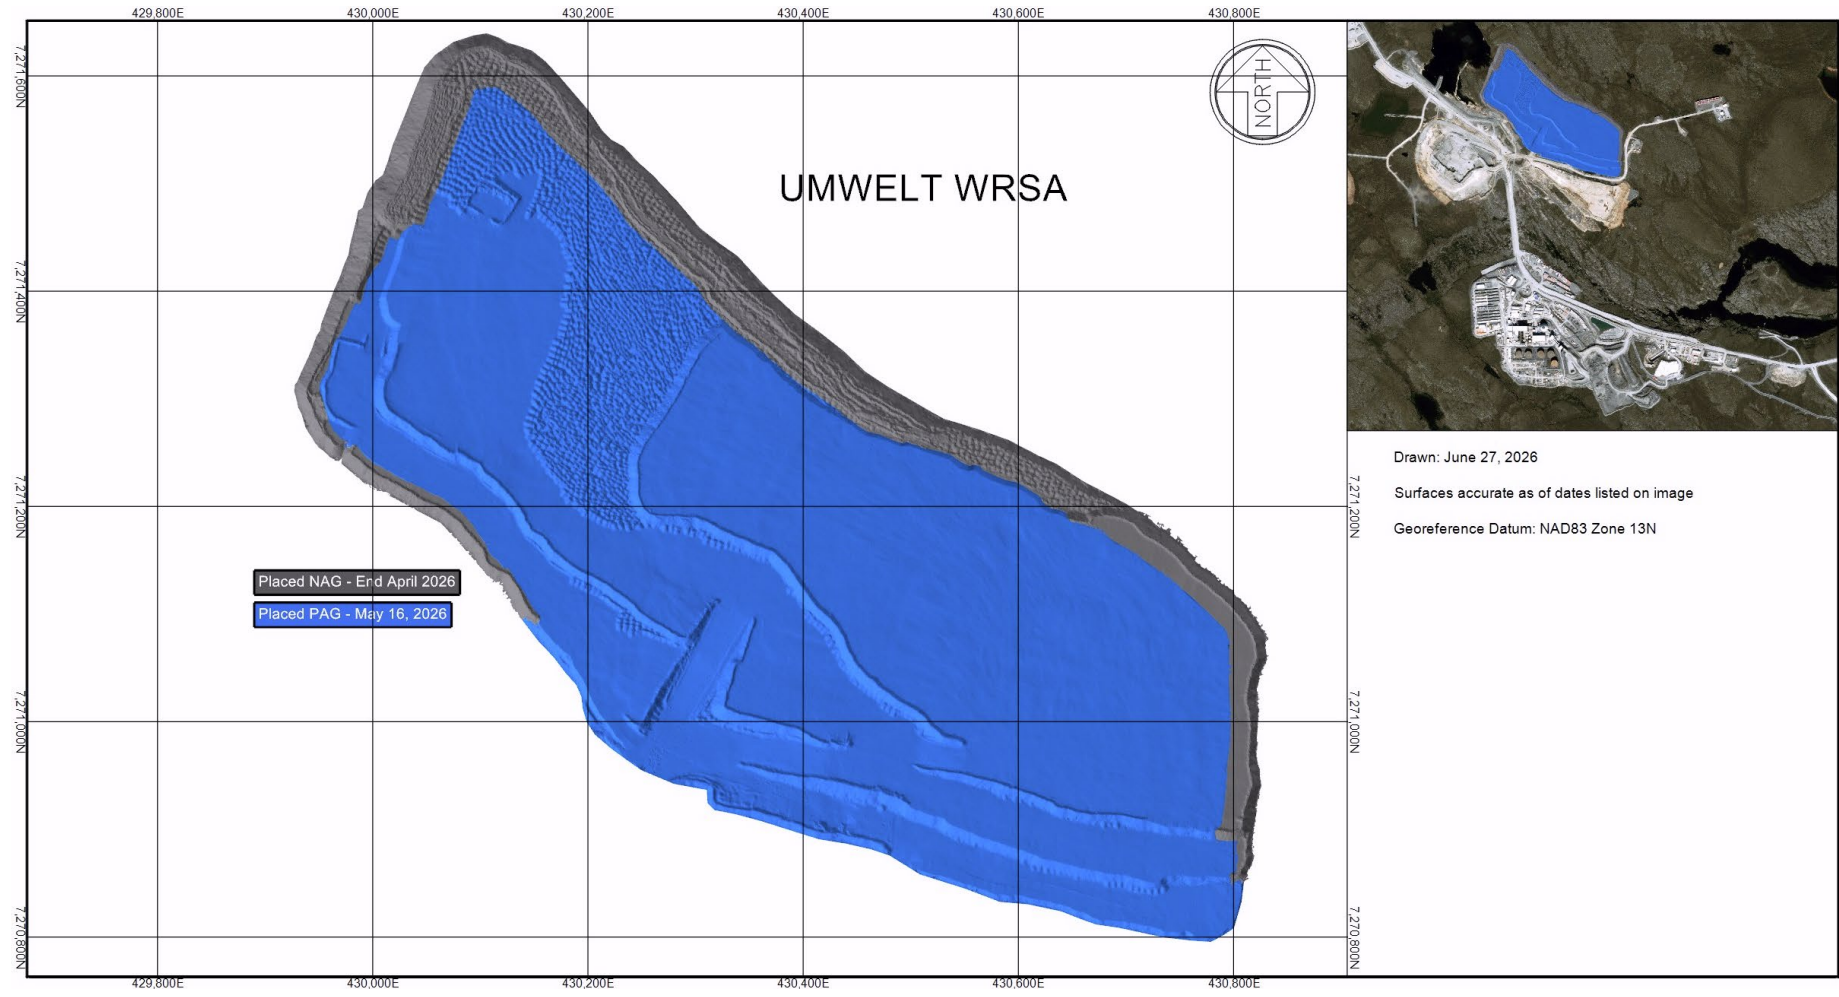 429,800E 430,000E 430,200E 430,400E 430,600E 430,800E
7,271,600N
NORTH
UMWELT WRSA
7,271,400N
Drawn: June 27, 2026
7,271,200N 7,271,200N
Surfaces accurate as of dates listed on image
Georeference Datum: NAD83 Zone 13N
Placed NAG - End April 2026
Placed PAG - May 16, 2026
7,271,000N 7,271,000N
7,270,800N 7,270,800N
429,800E 430,000E 430,200E 430,400E 430,600E 430,800E